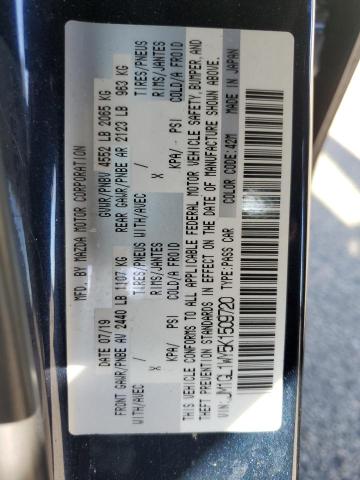 MFD. BY MAZDA MOTOR CORPORATION
DATE 07/19 GVWR/PNBV 4552 LB 2065 KG
FRONT GAWR/PNBE AV 2440 LB 1107 KG REAR GAWR/PNBE AR 2123 LB 963 KG
WITH/AVEC / TIRES/PNEUS WITH/AVEC / TIRES/PNEUS
X RIMS/JANTES X RIMS/JANTES
KPA/ - PSI COLD/A FROID KPA/ - PSI COLD/A FROID
THIS VEHICLE CONFORMS TO ALL APPLICABLE FEDERAL MOTOR VEHICLE SAFETY, BUMPER, AND
THEFT PREVENTION STANDARDS IN EFFECT ON THE DATE OF MANUFACTURE SHOWN ABOVE.
VIN: JM1GL1WY5K1509720 TYPE: PASS CAR COLOR CODE: 42M MADE IN JAPAN